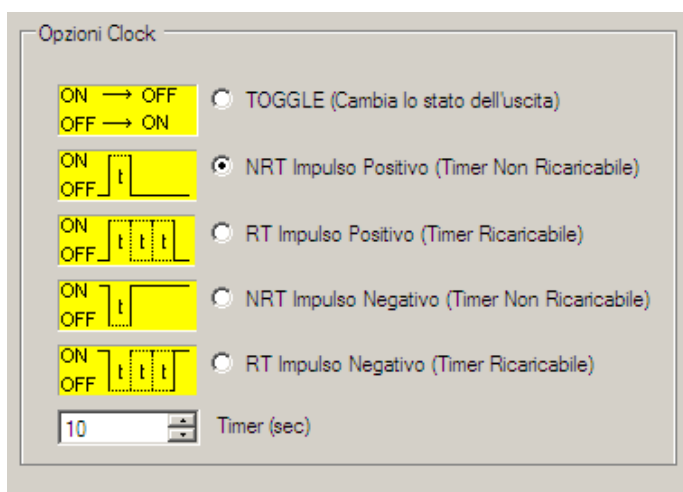 Opzioni Clock
ON → OFF
OFF → ON
TOGGLE (Cambia lo stato dell'uscita)
ON
OFF t
NRT Impulso Positivo (Timer Non Ricaricabile)
ON
OFF t t t
RT Impulso Positivo (Timer Ricaricabile)
ON
OFF t
NRT Impulso Negativo (Timer Non Ricaricabile)
ON
OFF t t t
RT Impulso Negativo (Timer Ricaricabile)
10 Timer (sec)